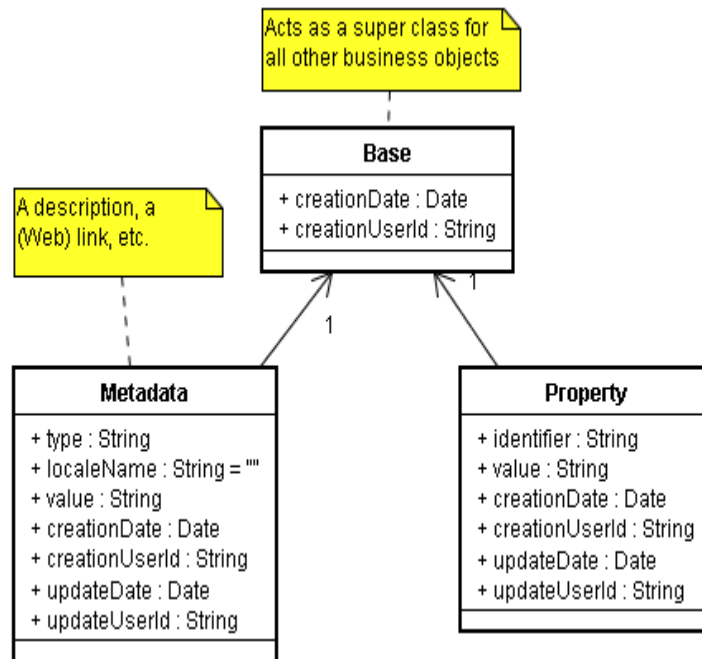 Acts as a super class for
all other business objects
Base
+ creationDate : Date
+ creationUserId : String
A description, a
(Web) link, etc.
1
1
Metadata
+ type : String
+ localeName : String = ""
+ value : String
+ creationDate : Date
+ creationUserId : String
+ updateDate : Date
+ updateUserId : String
Property
+ identifier : String
+ value : String
+ creationDate : Date
+ creationUserId : String
+ updateDate : Date
+ updateUserId : String